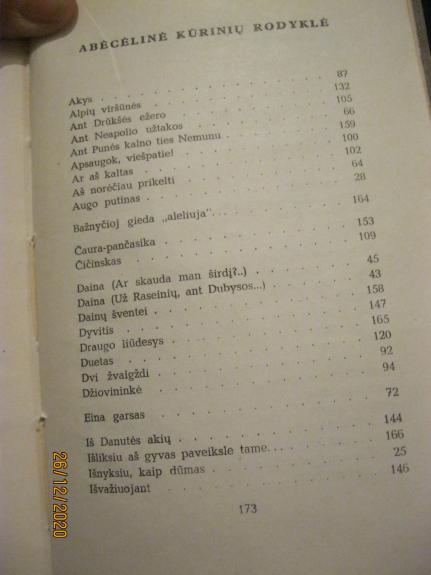 ABĖCĖLINĖ KŪRINIŲ RODYKLĖ
Akys 87
Alpių viršūnės 132
Ant Drūkšės ežero 105
Ant Neapolio užtakos 66
Ant Punės kalno ties Nemunu 159
Apsaugok, viešpatie! 100
Ar aš kaltas 102
Aš norėčiau prikelti 64
Augo putinas 28
Bažnyčioj gieda „aleliuja“... 164
Čaura-pančasika 153
Čičinskas 109
Daina (Ar skauda man širdį?..) 45
Daina (Už Raseinių, ant Dubysos...) 43
Dainų šventei 158
Dyvitis 147
Draugo liūdesys 165
Duetas 120
Dvi žvaigždi 92
Džiovininkė 94
Eina garsas 72
Iš Danutės akių 144
Išliksiu aš gyvas paveiksle tame... 166
Išnyksiu, kaip dūmas 25
Išvažiuojant 146
173
26/12/2020